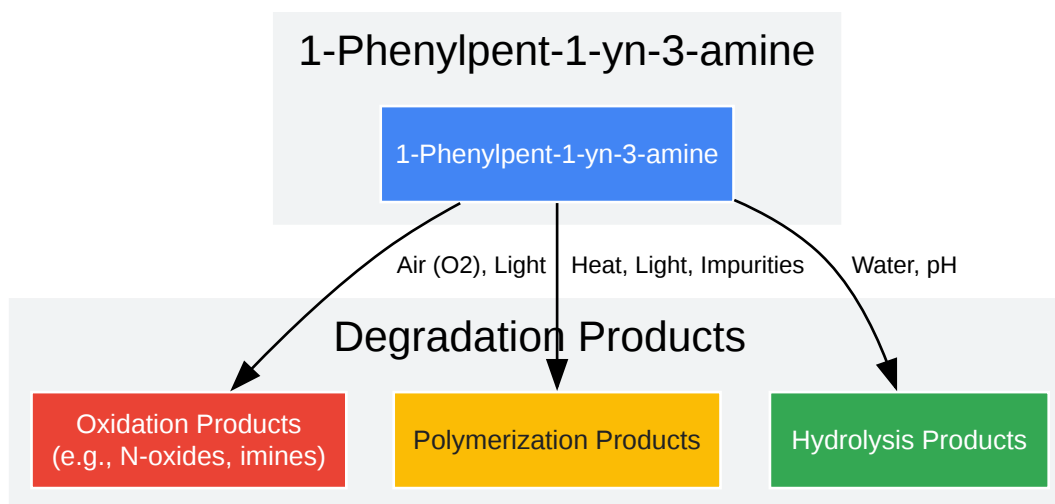 1-Phenylpent-1-yn-3-amine
1-Phenylpent-1-yn-3-amine
Air (O2), Light
Heat, Light, Impurities
Water, pH
Degradation Products
Oxidation Products
(e.g., N-oxides, imines)
Polymerization Products
Hydrolysis Products